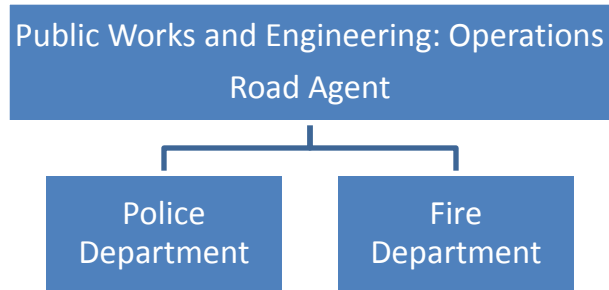 Public Works and Engineering: Operations
Road Agent
Police
Department
Fire
Department